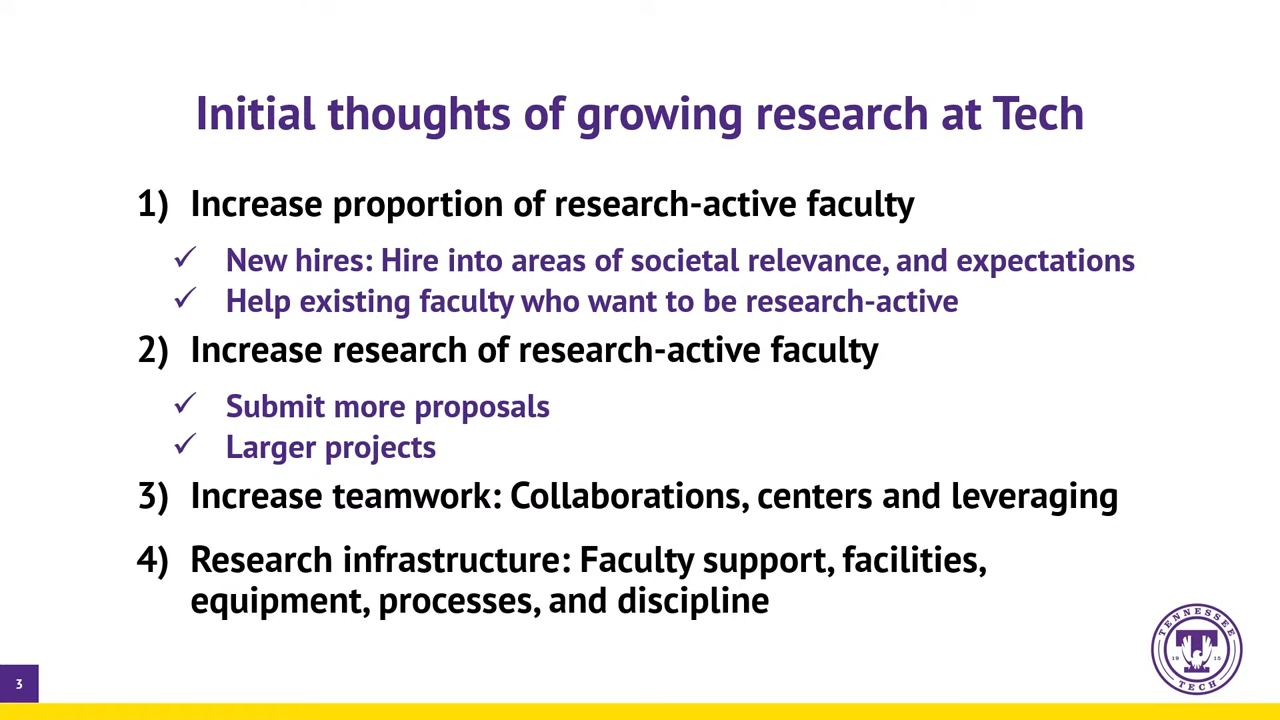 Initial thoughts of growing research at Tech
1) Increase proportion of research-active faculty
✓ New hires: Hire into areas of societal relevance, and expectations
✓ Help existing faculty who want to be research-active
2) Increase research of research-active faculty
✓ Submit more proposals
✓ Larger projects
3) Increase teamwork: Collaborations, centers and leveraging
4) Research infrastructure: Faculty support, facilities,
equipment, processes, and discipline
TENNESSEE
T
19 15
TECH
3